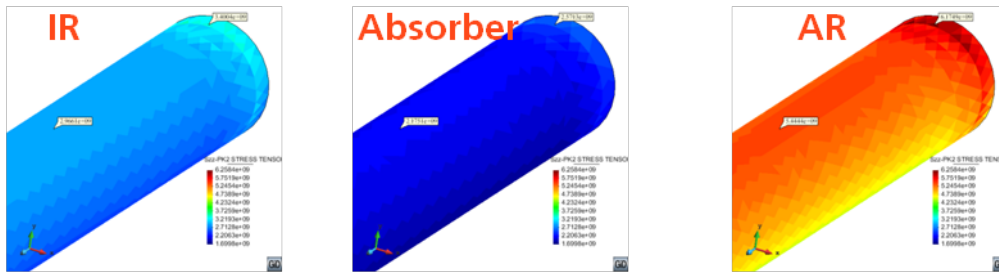 IR
Absorber
AR
Szz-PK2 STRESS TENSO
6.2584e+09
5.7519e+09
5.2454e+09
4.7389e+09
4.2324e+09
3.7259e+09
3.2193e+09
2.7128e+09
2.2063e+09
1.6998e+09
Szz-PK2 STRESS TENSO
6.2584e+09
5.7519e+09
5.2454e+09
4.7389e+09
4.2324e+09
3.7259e+09
3.2193e+09
2.7128e+09
2.2063e+09
1.6998e+09
Szz-PK2 STRESS TENSO
6.2584e+09
5.7519e+09
5.2454e+09
4.7389e+09
4.2324e+09
3.7259e+09
3.2193e+09
2.7128e+09
2.2063e+09
1.6998e+09